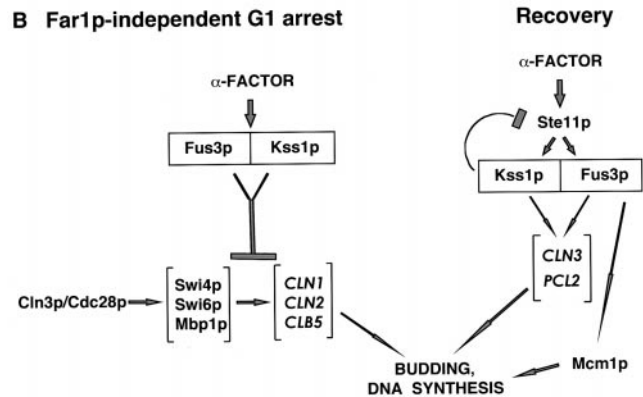 B Far1p-independent G1 arrest
Recovery
α-FACTOR
Fus3p Kss1p
Cln3p/Cdc28p
Swi4p
Swi6p
Mbp1p
CLN1
CLN2
CLB5
α-FACTOR
Ste11p
Kss1p Fus3p
CLN3
PCL2
Mcm1p
BUDDING,
DNA SYNTHESIS